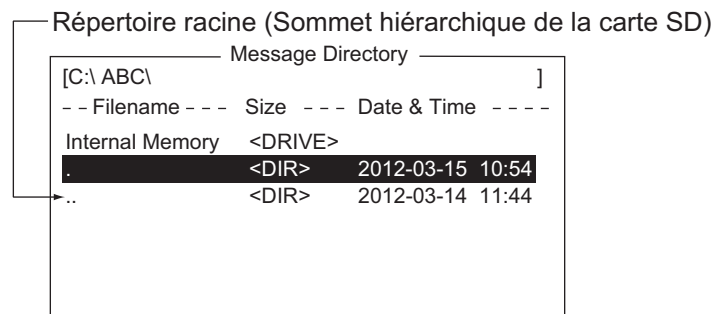 Répertoire racine (Sommet hiérarchique de la carte SD)
Message Directory
[C:\ ABC\ ]
- - Filename - - - Size - - - Date & Time - - - -
Internal Memory <DRIVE>
. <DIR> 2012-03-15 10:54
.. <DIR> 2012-03-14 11:44